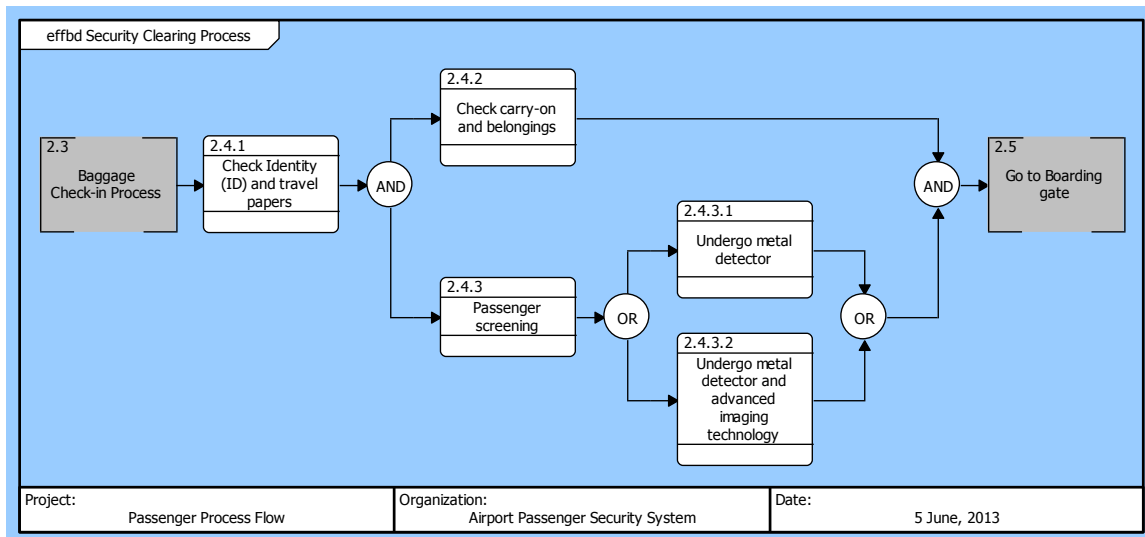 effbd Security Clearing Process
2.3
Baggage
Check-in Process
2.4.1
Check Identity
(ID) and travel
papers
AND
2.4.2
Check carry-on
and belongings
2.4.3
Passenger
screening
OR
2.4.3.1
Undergo metal
detector
2.4.3.2
Undergo metal
detector and
advanced
imaging
technology
OR
AND
2.5
Go to Boarding
gate
Project:
Passenger Process Flow
Organization:
Airport Passenger Security System
Date:
5 June, 2013